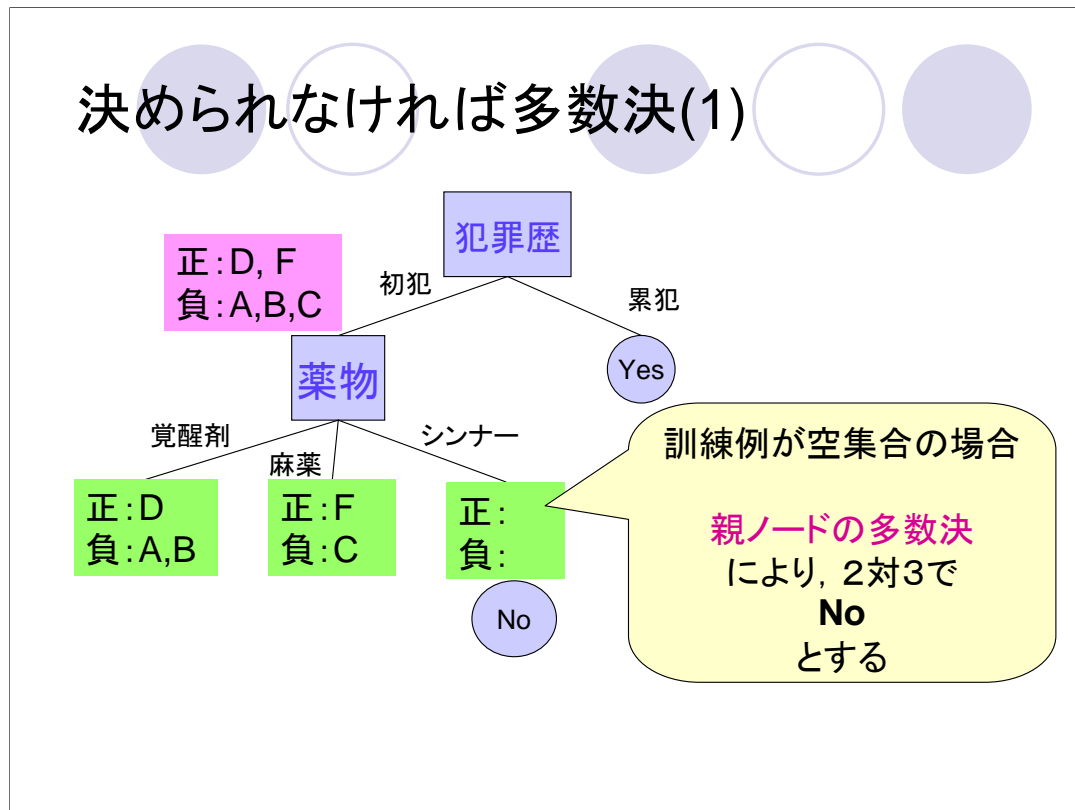 決められなければ多数決(1)
犯罪歴
正:D, F
負:A,B,C
初犯
累犯
薬物
Yes
覚醒剤
麻薬
シンナー
正:D
負:A,B
正:F
負:C
正:
負:
No
訓練例が空集合の場合
親ノードの多数決
により，２対３で
No
とする